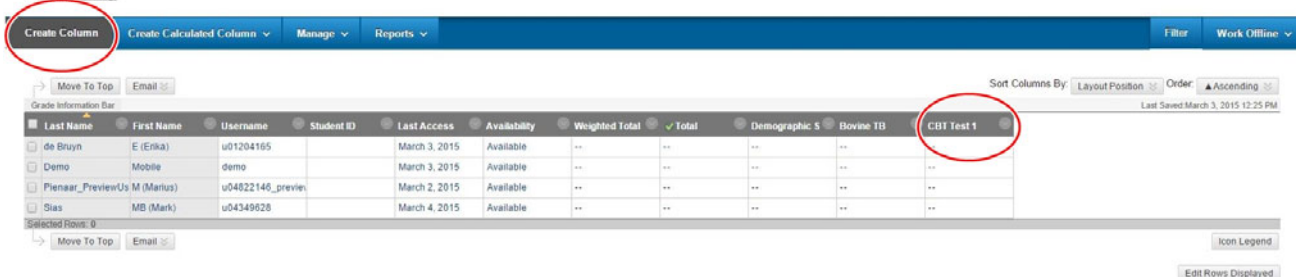 Create Column Create Calculated Column Manage Reports Filter Work Offline
Move To Top Email Sort Columns By: Layout Position Order: ▲Ascending
Grade Information Bar Last Saved:March 3, 2015 12:25 PM
Last Name First Name Username Student ID Last Access Availability Weighted Total Total Demographic S Bovine TB CBT Test 1
de Bruyn E (Erika) u01204165 March 3, 2015 Available -- -- -- -- --
Demo Mobile demo March 3, 2015 Available -- -- -- -- --
Pienaar_PreviewUs M (Marius) u04822146_preview March 2, 2015 Available -- -- -- -- --
Sias MB (Mark) u04349628 March 4, 2015 Available -- -- -- -- --
Selected Rows: 0
Move To Top Email Icon Legend
Edit Rows Displayed